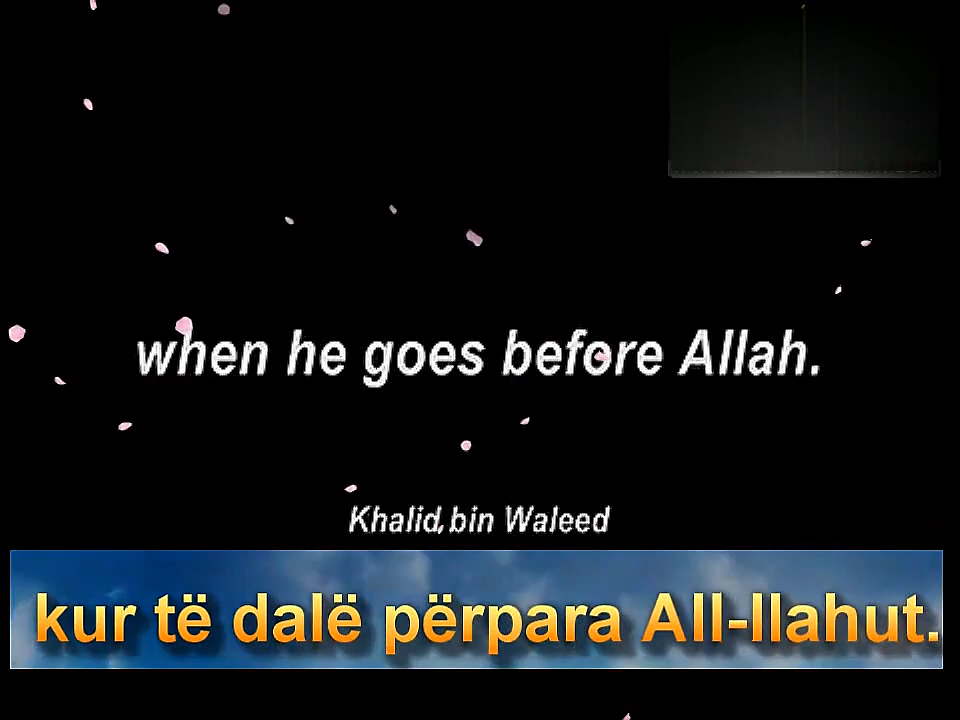 when he goes before Allah.
Khalid bin Waleed
kur të dalë përpara All-llahut.